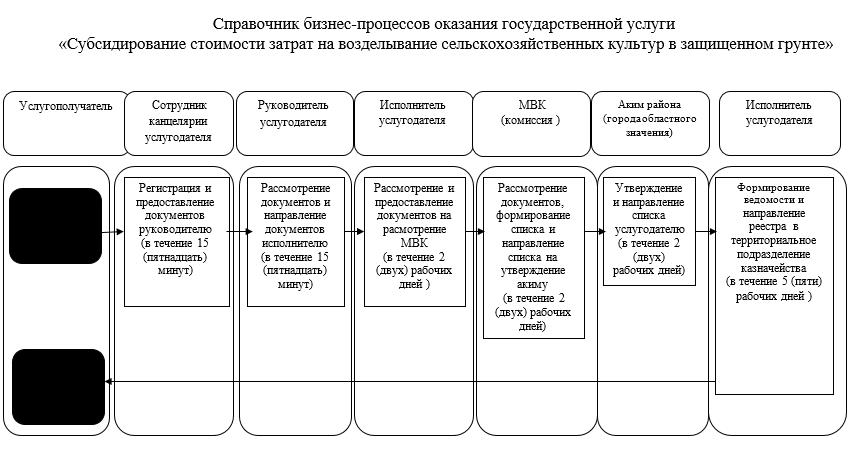 Справочник бизнес-процессов оказания государственной услуги
«Субсидирование стоимости затрат на возделывание сельскохозяйственных культур в защищенном грунте»
Услугополучатель
Сотрудник
канцелярии
услугодателя
Руководитель
услугодателя
Исполнитель
услугодателя
МВК
(комиссия )
Аким района
(городаобластного
значения)
Исполнитель
услугодателя
Регистрация и
предоставление
документов
руководителю
(в течение 15
(пятнадцать)
минут)
Рассмотрение
документов и
направление
документов
исполнителю
(в течение 15
(пятнадцать)
минут)
Рассмотрение и
предоставление
документов на
расмотрение
МВК
(в течение 2
(двух) рабочих
дней )
Рассмотрение
документов,
формирование
списка и
направление
списка на
утверждение
акиму
(в течение 2
(двух) рабочих
дней)
Утверждение
и направление
списка
услугодателю
(в течение 2
(двух)
рабочих дней)
Формирование
ведомости и
направление
реестра в
территориальное
подразделение
казначейства
(в течение 5 (пяти)
рабочих дней )